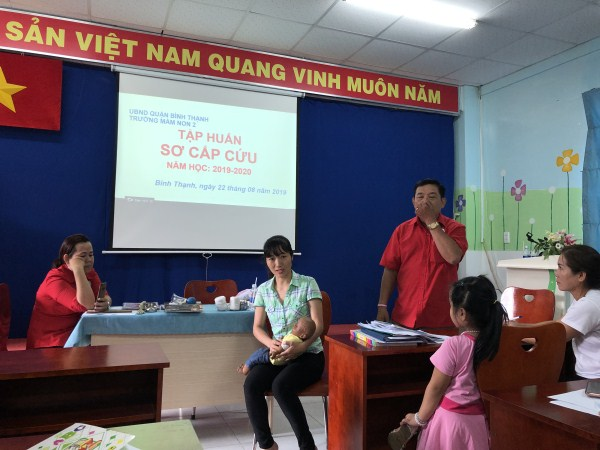 SẢN VIỆT NAM QUANG VINH MUÔN NĂM
UBND QUẬN BÌNH THẠNH
TRƯỜNG MẦM NON 2
TẬP HUẤN
SƠ CẤP CỨU
NĂM HỌC: 2019-2020
Bình Thạnh, ngày 22 tháng 08 năm 2019